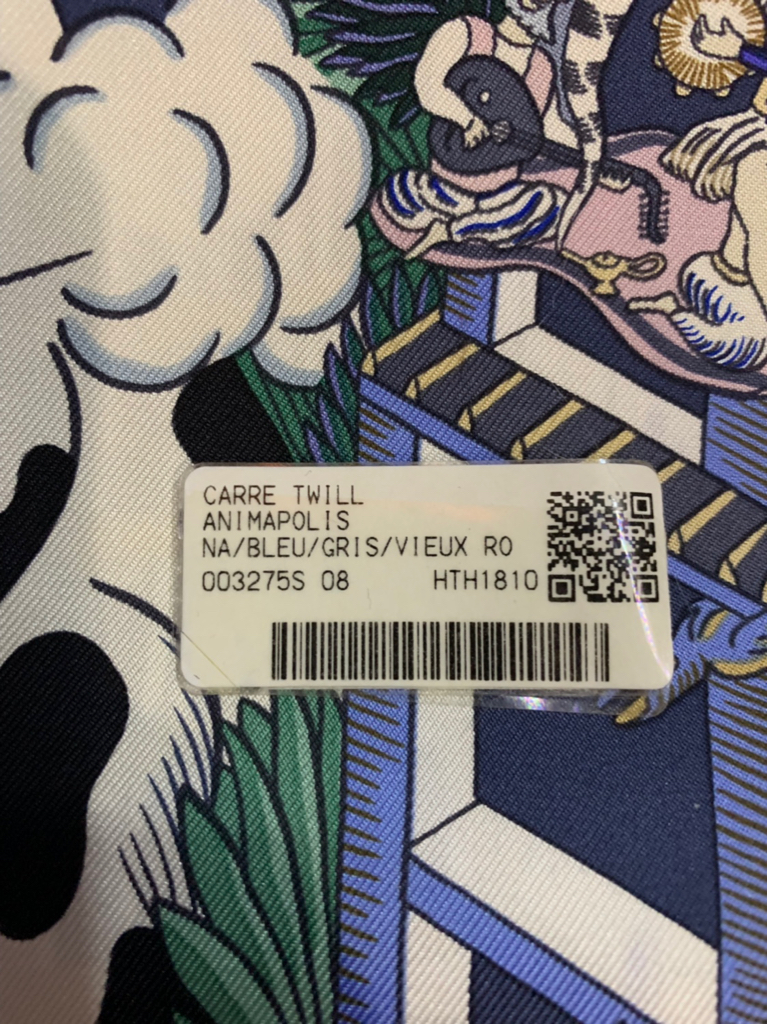 CARRE TWILL
ANIMAPOLIS
NA/BLEU/GRIS/VIEUX RO
003275S 08 HTH1810